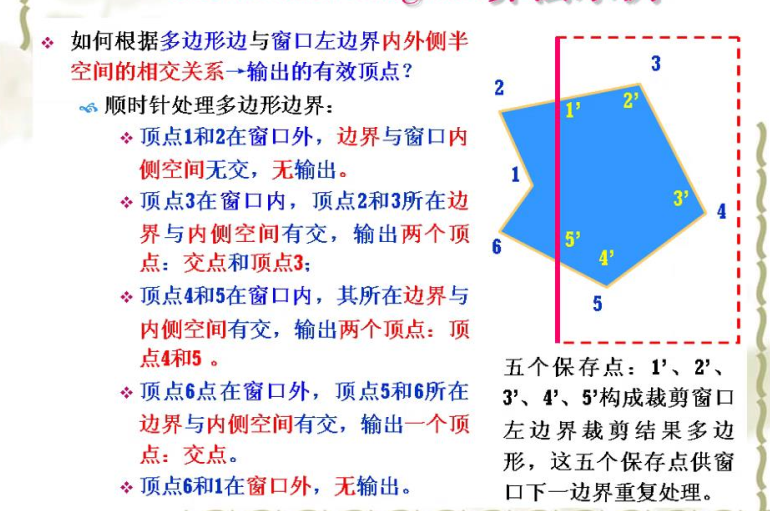 如何根据多边形边与窗口左边界内外侧半
空间的相交关系→输出的有效顶点？
顺时针处理多边形边界：
顶点1和2在窗口外，边界与窗口内
侧空间无交，无输出。
顶点3在窗口内，顶点2和3所在边
界与内侧空间有交，输出两个顶
点：交点和顶点3；
顶点4和5在窗口内，其所在边界与
内侧空间有交，输出两个顶点：顶
点4和5 。
顶点6点在窗口外，顶点5和6所在
边界与内侧空间有交，输出一个顶
点：交点。
顶点6和1在窗口外，无输出。
3
2
1'
2'
1
3'
4
5'
6
4'
5
五个保存点：1'、2'、
3'、4'、5'构成裁剪窗口
左边界裁剪结果多边
形，这五个保存点供窗
口下一边界重复处理。